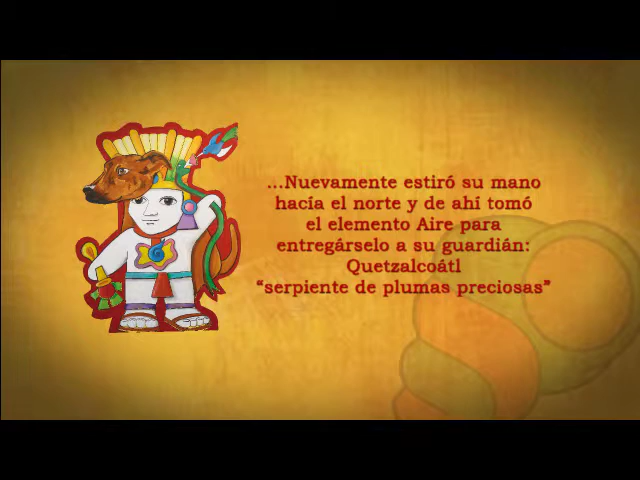 ...Nuevamente estiró su mano
hacía el norte y de ahí tomó
el elemento Aire para
entregárselo a su guardián:
Quetzalcoátl
“serpiente de plumas preciosas”